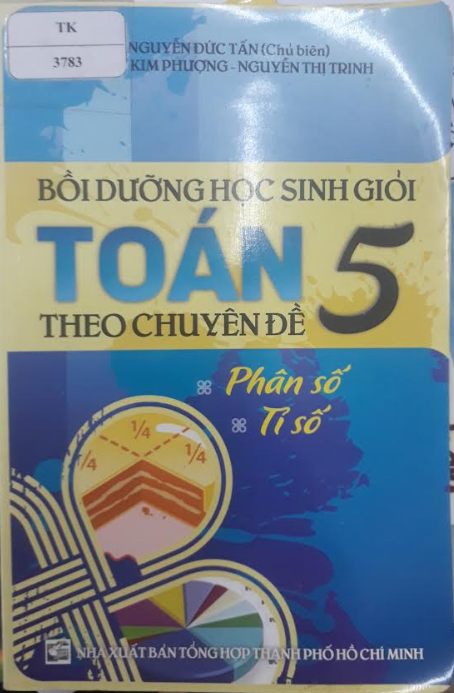 TK
3783
NGUYỄN ĐỨC TẤN (Chủ biên)
KIM PHƯỢNG - NGUYỄN THỊ TRINH
BỒI DƯỠNG HỌC SINH GIỎI
TOÁN 5
THEO CHUYÊN ĐỀ
Phân số
Tỉ số
1/4
1/4
1/4
NHÀ XUẤT BẢN TỔNG HỢP THÀNH PHỐ HỒ CHÍ MINH